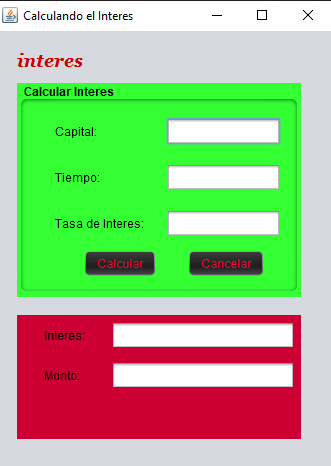 Calculando el Interes
interes
Calcular Interes
Capital:
Tiempo:
Tasa de Interes:
Calcular Cancelar
Interes:
Monto: